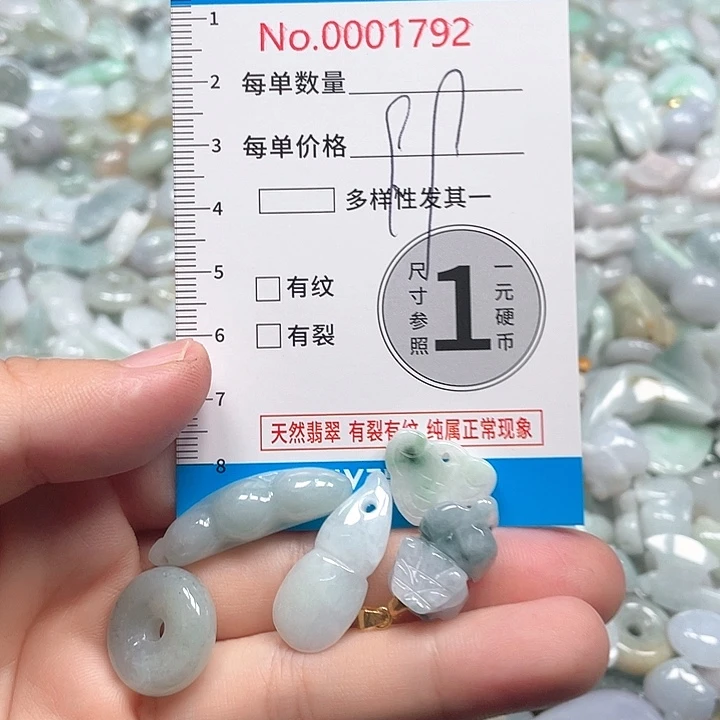 1
No.0001792
2
每单数量
3
每单价格
4
多样性发其一
5
有纹
尺寸参照
1
一元硬币
6
有裂
7
天然翡翠 有裂有纹 纯属正常现象
8